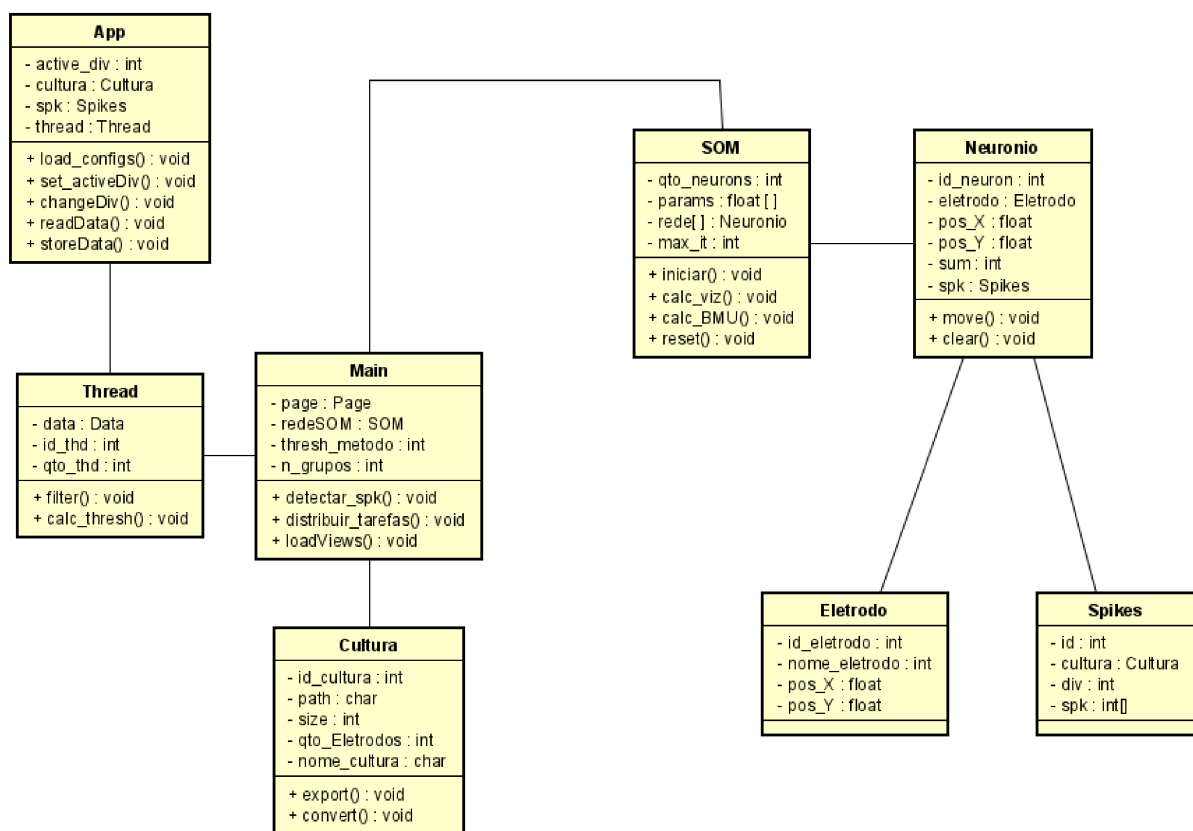 App
- active_div : int
- cultura : Cultura
- spk : Spikes
- thread : Thread
+ load_configs() : void
+ set_activeDiv() : void
+ changeDiv() : void
+ readData() : void
+ storeData() : void
SOM
- qto_neurons : int
- params : float [ ]
- rede[ ] : Neuronio
- max_it : int
+ iniciar() : void
+ calc_viz() : void
+ calc_BMU() : void
+ reset() : void
Neuronio
- id_neuron : int
- eletrodo : Eletrodo
- pos_X : float
- pos_Y : float
- sum : int
- spk : Spikes
+ move() : void
+ clear() : void
Thread
- data : Data
- id_thd : int
- qto_thd : int
+ filter() : void
+ calc_thresh() : void
Main
- page : Page
- redeSOM : SOM
- thresh_metodo : int
- n_grupos : int
+ detectar_spk() : void
+ distribuir_tarefas() : void
+ loadViews() : void
Cultura
- id_cultura : int
- path : char
- size : int
- qto_Eletrodos : int
- nome_cultura : char
+ export() : void
+ convert() : void
Eletrodo
- id_eletrodo : int
- nome_eletrodo : int
- pos_X : float
- pos_Y : float
Spikes
- id : int
- cultura : Cultura
- div : int
- spk : int[]